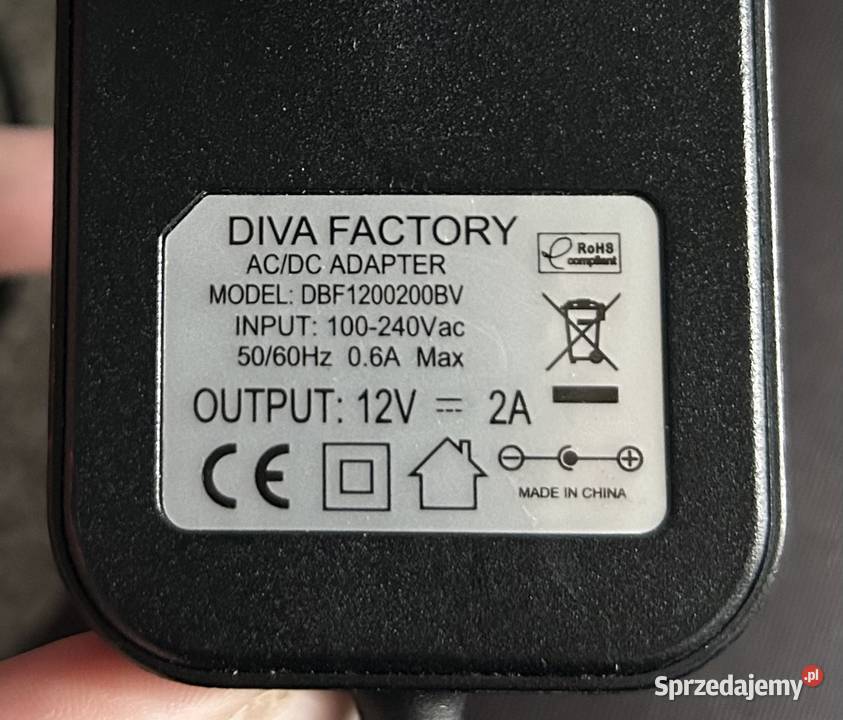 DIVA FACTORY
AC/DC ADAPTER
MODEL: DBF1200200BV
INPUT: 100-240Vac
50/60Hz 0.6A Max
OUTPUT: 12V ⎓ 2A
RoHS
compliant
CE
MADE IN CHINA
Sprzedajemy.pl